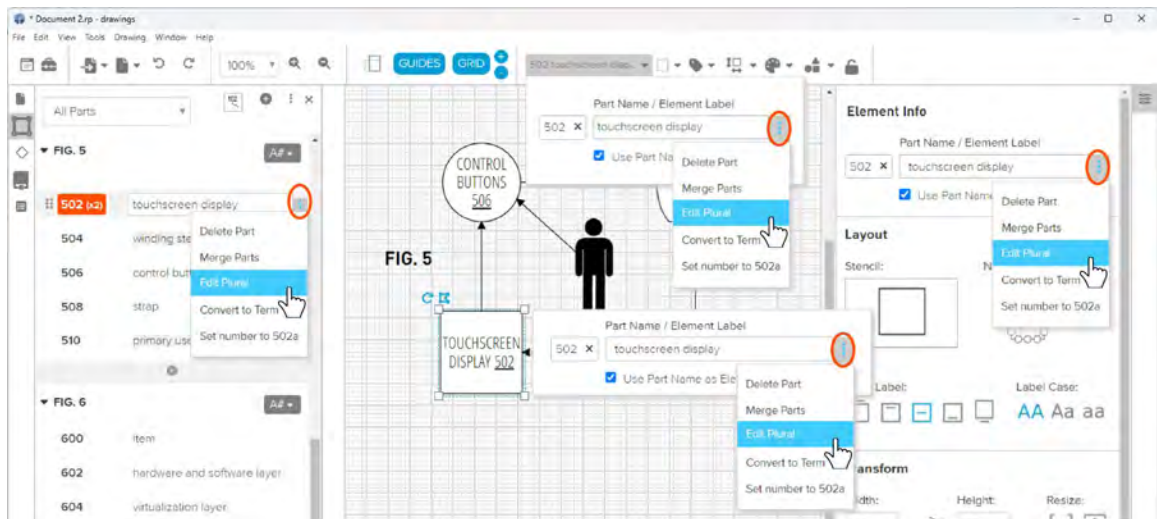 * Document 2.rp - drawings
File Edit View Tools Drawing Window Help
100%
GUIDES
GRID
502 touchscreen disp...
All Parts
FIG. 5
A#
502 (x2)
touchscreen display
Delete Part
504
winding ste
Merge Parts
506
control but
Edit Plural
508
strap
Convert to Term
510
primary use
Set number to 502a
FIG. 6
A#
600
item
602
hardware and software layer
604
virtualization layer
CONTROL
BUTTONS
506
FIG. 5
TOUCHSCREEN
DISPLAY 502
Part Name / Element Label
502 ×
touchscreen display
Use Part Na
Delete Part
Merge Parts
Edit Plural
Convert to Term
Set number to 502a
Part Name / Element Label
502 ×
touchscreen display
Use Part Name as Ele
Delete Part
Merge Parts
Edit Plural
Convert to Term
Set number to 502a
Element Info
Part Name / Element Label
502 ×
touchscreen display
Use Part Name
Delete Part
Merge Parts
Edit Plural
Convert to Term
Set number to 502a
Layout
Stencil:
N
Label:
Label Case:
AA Aa aa
ansform
dth:
Height:
Resize: